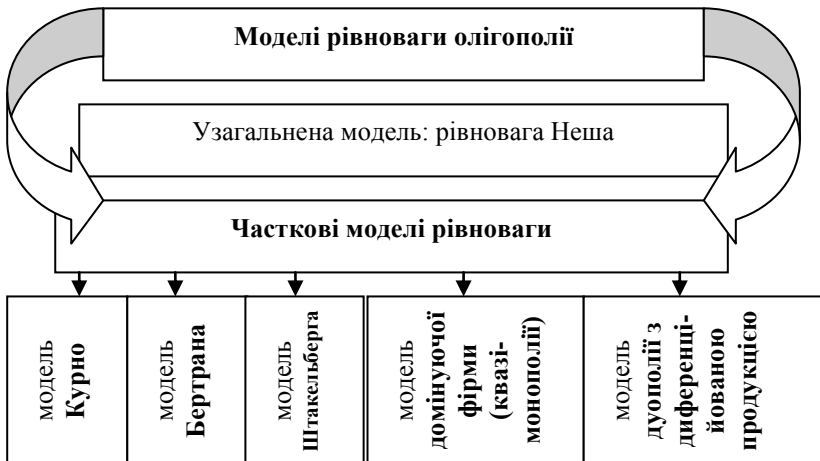 Моделі рівноваги олігополії
Узагальнена модель: рівновага Неша
Часткові моделі рівноваги
модель
Курно
модель
Бертрана
модель
Штакельберга
модель
домінуючої
фірми
(квазі-
монополії)
модель
дуополії з
диференці-
йованою
продукцією